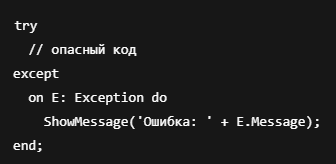 try
  // опасный код
except
  on E: Exception do
    ShowMessage('Ошибка: ' + E.Message);
end;